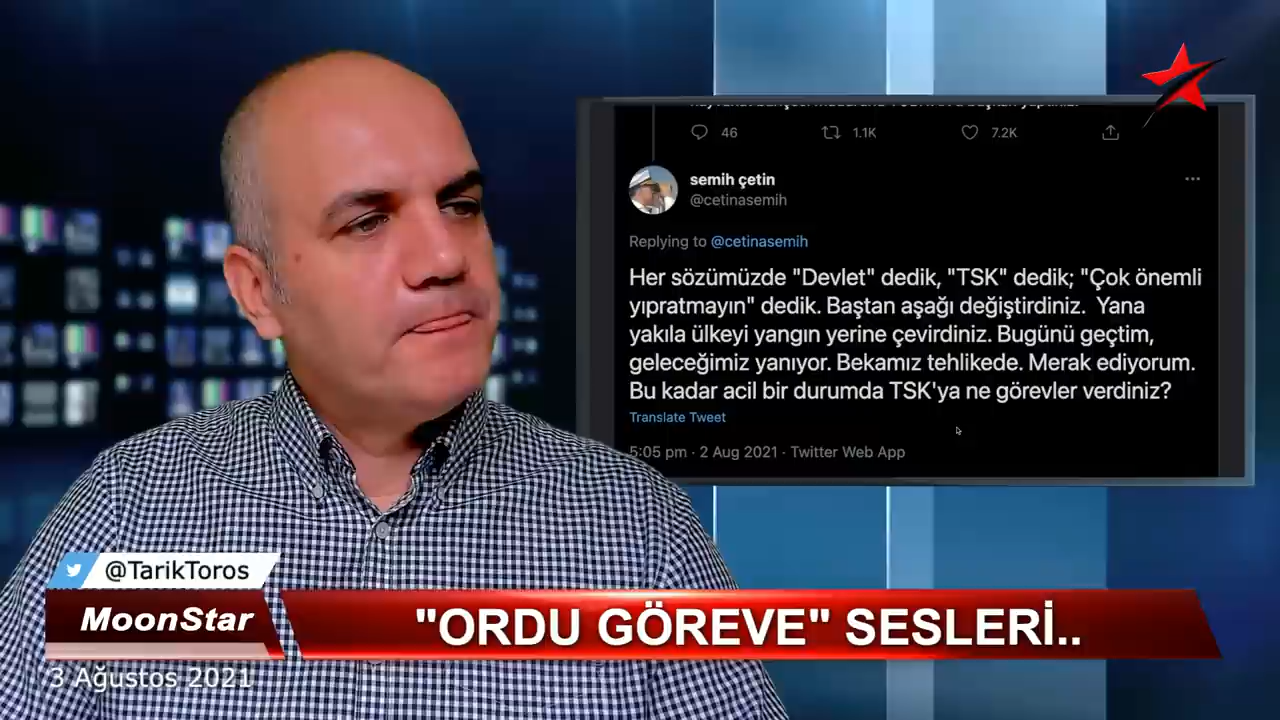 46 1.1K 7.2K
semih çetin
@cetinasemih
Replying to @cetinasemih
Her sözümüzde "Devlet" dedik, "TSK" dedik; "Çok önemli
yıpratmayın" dedik. Baştan aşağı değiştirdiniz. Yana
yakıla ülkeyi yangın yerine çevirdiniz. Bugünü geçtim,
geleceğimiz yanıyor. Bekamız tehlikede. Merak ediyorum.
Bu kadar acil bir durumda TSK'ya ne görevler verdiniz?
Translate Tweet
5:05 pm · 2 Aug 2021 · Twitter Web App
@TarikToros
MoonStar
"ORDU GÖREVE" SESLERİ..
3 Ağustos 2021